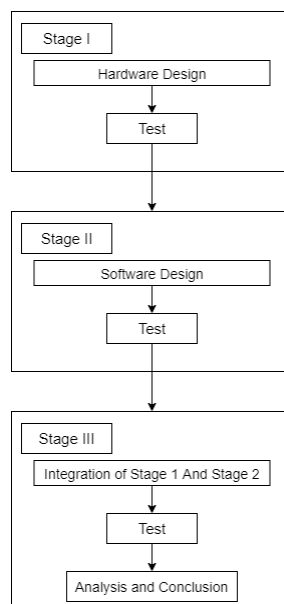 Stage I
Hardware Design
Test
Stage II
Software Design
Test
Stage III
Integration of Stage 1 And Stage 2
Test
Analysis and Conclusion